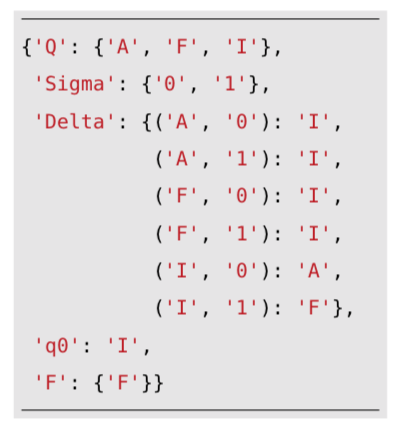 {'Q': {'A', 'F', 'I'},
'Sigma': {'0', '1'},
'Delta': {('A', '0'): 'I',
('A', '1'): 'I',
('F', '0'): 'I',
('F', '1'): 'I',
('I', '0'): 'A',
('I', '1'): 'F'},
'q0': 'I',
'F': {'F'}}